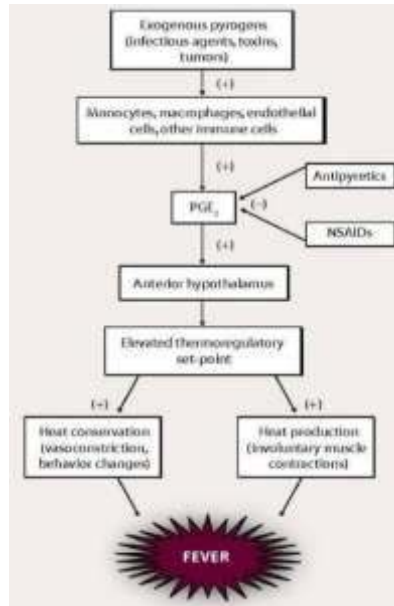 Exogenous pyrogens
(infectious agents, toxins,
tumors)
(+)
Monocytes, macrophages, endothelial
cells, other immune cells
(+)
Antipyretics
PGE2
(−)
NSAIDs
(+)
Anterior hypothalamus
Elevated thermoregulatory
set-point
(+)
(+)
Heat conservation
(vasoconstriction,
behavior changes)
Heat production
(involuntary muscle
contractions)
FEVER